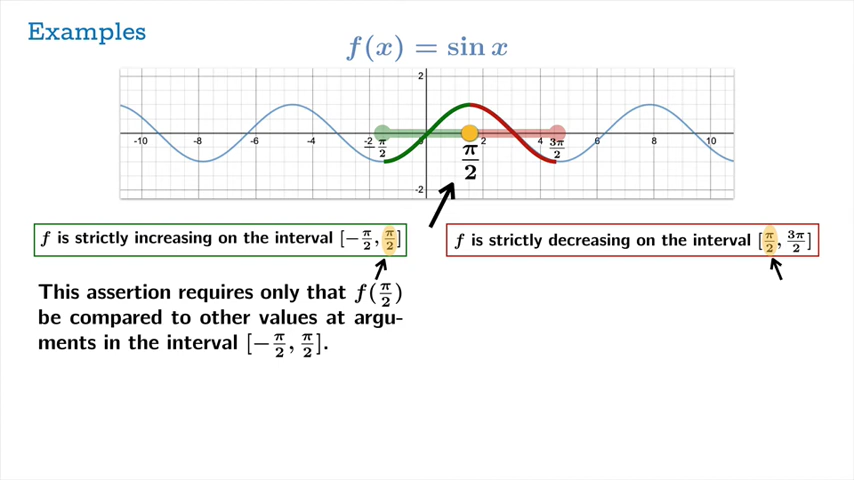 Examples
f(x) = sin x
2
-10 -8 -6 -4 -2 -π/2 0 π/2 2 4 3π/2 6 8 10
-2
f is strictly increasing on the interval [-π/2, π/2]
f is strictly decreasing on the interval [π/2, 3π/2]
This assertion requires only that f(π/2)
be compared to other values at argu-
ments in the interval [-π/2, π/2].